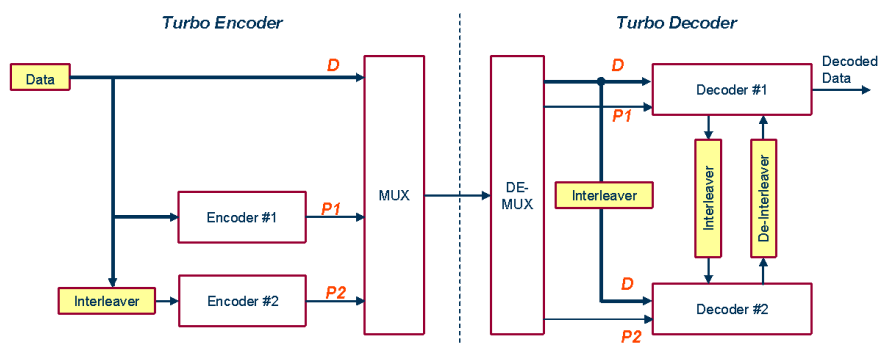 Turbo Encoder
Turbo Decoder
Data
D
Encoder #1
P1
Interleaver
Encoder #2
P2
MUX
DE-
MUX
D
P1
Interleaver
D
P2
Decoder #1
Decoded
Data
Interleaver
De-Interleaver
Decoder #2